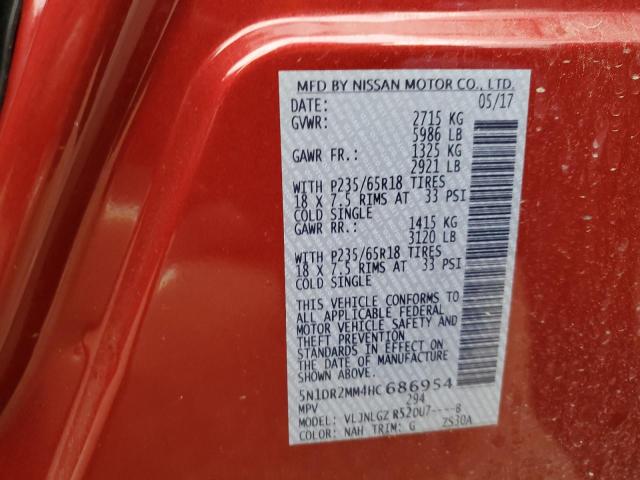 MFD BY NISSAN MOTOR CO., LTD.
DATE: 05/17
GVWR: 2715 KG
5986 LB
GAWR FR.: 1325 KG
2921 LB
WITH P235/65R18 TIRES
18 X 7.5 RIMS AT 33 PSI
COLD SINGLE
GAWR RR.: 1415 KG
3120 LB
WITH P235/65R18 TIRES
18 X 7.5 RIMS AT 33 PSI
COLD SINGLE
THIS VEHICLE CONFORMS TO
ALL APPLICABLE FEDERAL
MOTOR VEHICLE SAFETY AND
THEFT PREVENTION
STANDARDS IN EFFECT ON
THE DATE OF MANUFACTURE
SHOWN ABOVE.
5N1DR2MM4HC686954
MPV 294
MODEL: VLJNLGZ R520U7----8
COLOR: NAH TRIM: G ZS30A